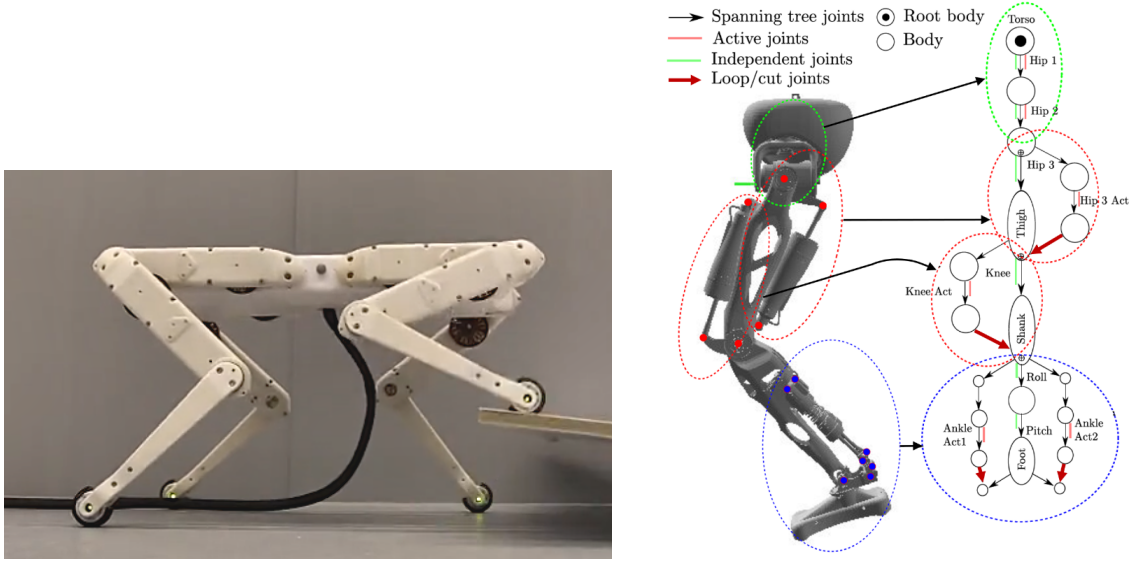 Spanning tree joints
Active joints
Independent joints
Loop/cut joints
Root body
Body
Torso
Hip 1
Hip 2
Hip 3
Hip 3 Act
Thigh
Knee
Knee Act
Shank
Roll
Ankle
Act1
Pitch
Ankle
Act2
Foot